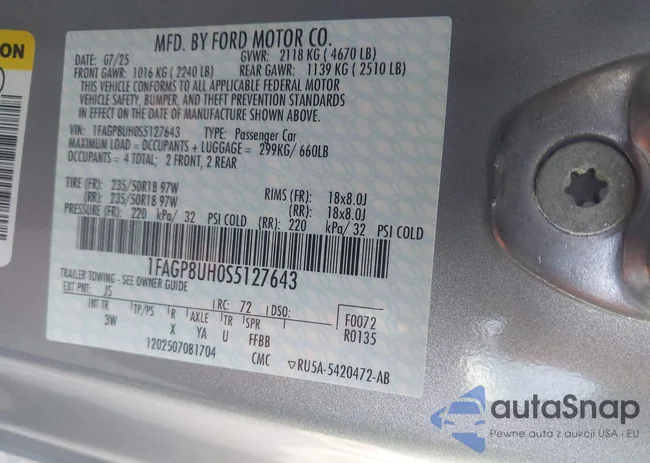 ON
MFD. BY FORD MOTOR CO.
DATE: 07/25 GVWR: 2118 KG ( 4670 LB)
FRONT GAWR: 1016 KG ( 2240 LB) REAR GAWR: 1139 KG ( 2510 LB)
THIS VEHICLE CONFORMS TO ALL APPLICABLE FEDERAL MOTOR
VEHICLE SAFETY, BUMPER, AND THEFT PREVENTION STANDARDS
IN EFFECT ON THE DATE OF MANUFACTURE SHOWN ABOVE.
VIN: 1FAGP8UH0S5127643 TYPE: Passenger Car
MAXIMUM LOAD = OCCUPANTS + LUGGAGE = 299KG/ 660LB
OCCUPANTS = 4 TOTAL: 2 FRONT, 2 REAR
TIRE (FR): 235/50R18 97W RIMS (FR): 18x8.0J
(RR): 235/50R18 97W (RR): 18x8.0J
PRESSURE (FR): 220 kPa/ 32 PSI COLD (RR): 220 kPa/ 32 PSI COLD
1FAGP8UH0S5127643
TRAILER TOWING - SEE OWNER GUIDE
EXT PNT: J5 RC: 72 DSO: F0072
INT TR TP/PS R AXLE TR SPR R0135
3W X YA U FFBB
1202507081704 CMC ▽RU5A-5420472-AB
autaSnap
Pewne auta z aukcji USA i EU